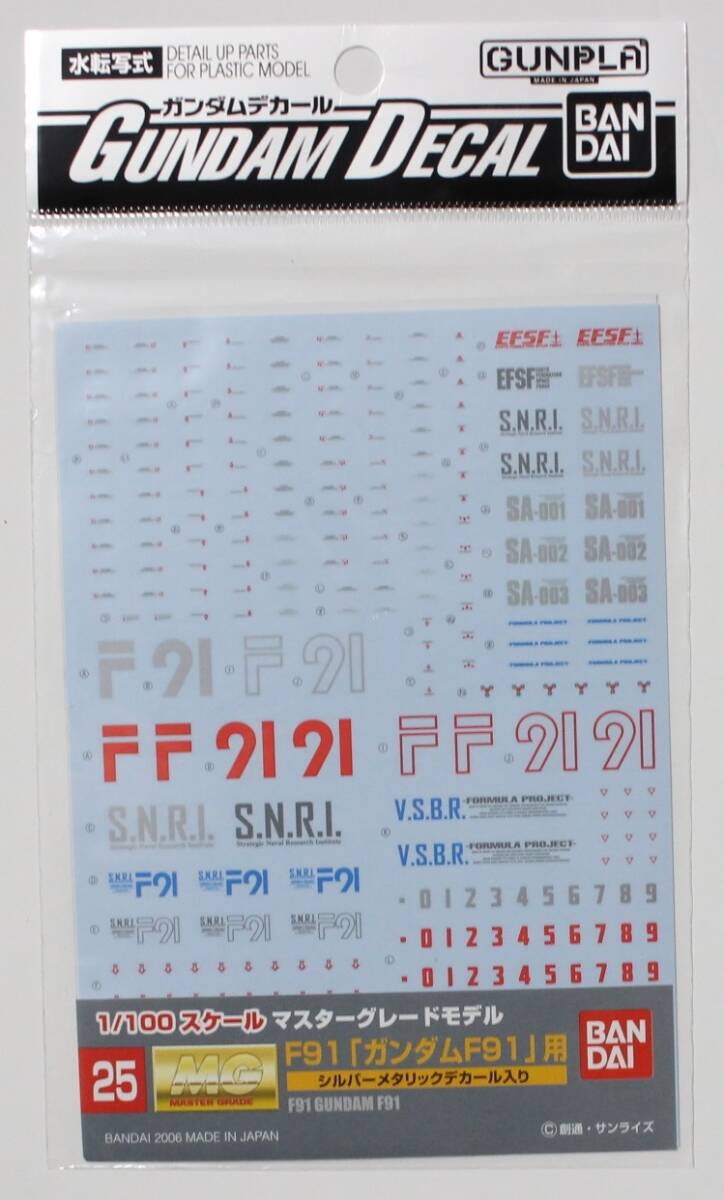 水転写式
DETAIL UP PARTS
FOR PLASTIC MODEL
GUNPLA
MADE IN JAPAN
ガンダムデカール
GUNDAM DECAL
BAN
DAI
EFSF EFSF
EFSF EFSF
S.N.R.I. S.N.R.I.
S.N.R.I. S.N.R.I.
SA-001 SA-001
SA-002 SA-002
SA-003 SA-003
FORMULA PROJECT FORMULA PROJECT
FORMULA PROJECT FORMULA PROJECT
FORMULA PROJECT FORMULA PROJECT
F 91 F 91
F F 91 91 F F 91 91
S.N.R.I. S.N.R.I.
Strategic Naval Research Institute Strategic Naval Research Institute
V.S.B.R. -FORMULA PROJECT-
V.S.B.R. -FORMULA PROJECT-
S.N.R.I. F91 S.N.R.I. F91 S.N.R.I. F91
S.N.R.I. F91 S.N.R.I. F91 S.N.R.I. F91
- 0 1 2 3 4 5 6 7 8 9
- 0 1 2 3 4 5 6 7 8 9
- 0 1 2 3 4 5 6 7 8 9
1/100 スケール マスターグレードモデル
25
MG
MASTER GRADE
F91「ガンダムF91」用
シルバーメタリックデカール入り
F91 GUNDAM F91
BAN
DAI
BANDAI 2006 MADE IN JAPAN
©創通・サンライズ